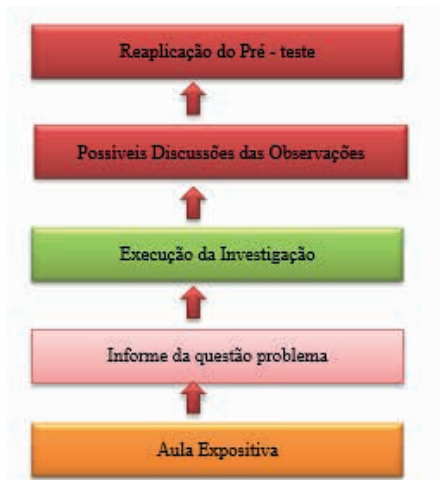 Reaplicação do Pré - teste
Possíveis Discussões das Observações
Execução da Investigação
Informe da questão problema
Aula Expositiva